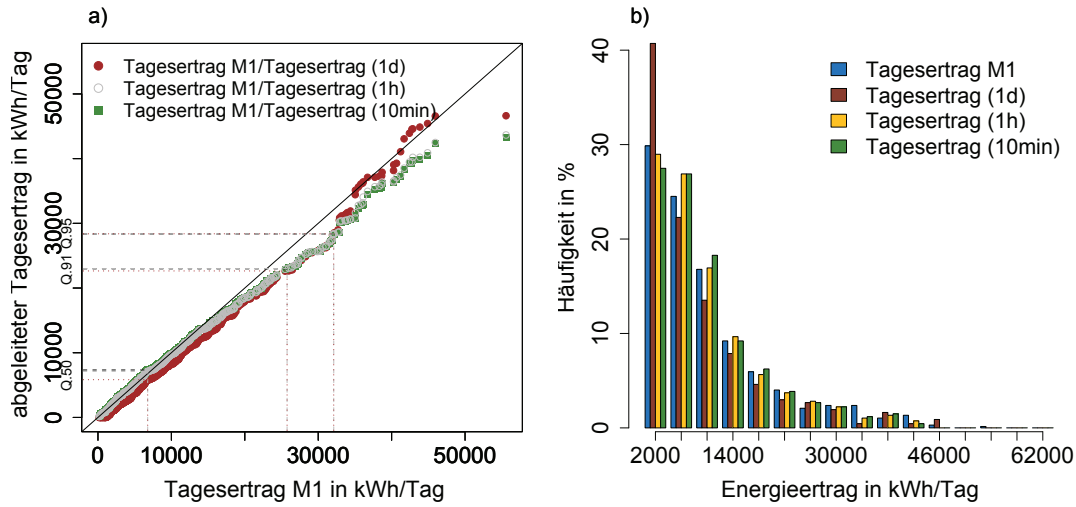 a)
abgeleiteter Tagesertrag in kWh/Tag
50000
30000
10000
0
Q.95
Q.91
Q.50
Tagesertrag M1/Tagesertrag (1d)
Tagesertrag M1/Tagesertrag (1h)
Tagesertrag M1/Tagesertrag (10min)
0 10000 30000 50000
Tagesertrag M1 in kWh/Tag
b)
Häufigkeit in %
40
30
20
10
0
Tagesertrag M1
Tagesertrag (1d)
Tagesertrag (1h)
Tagesertrag (10min)
2000 14000 30000 46000 62000
Energieertrag in kWh/Tag